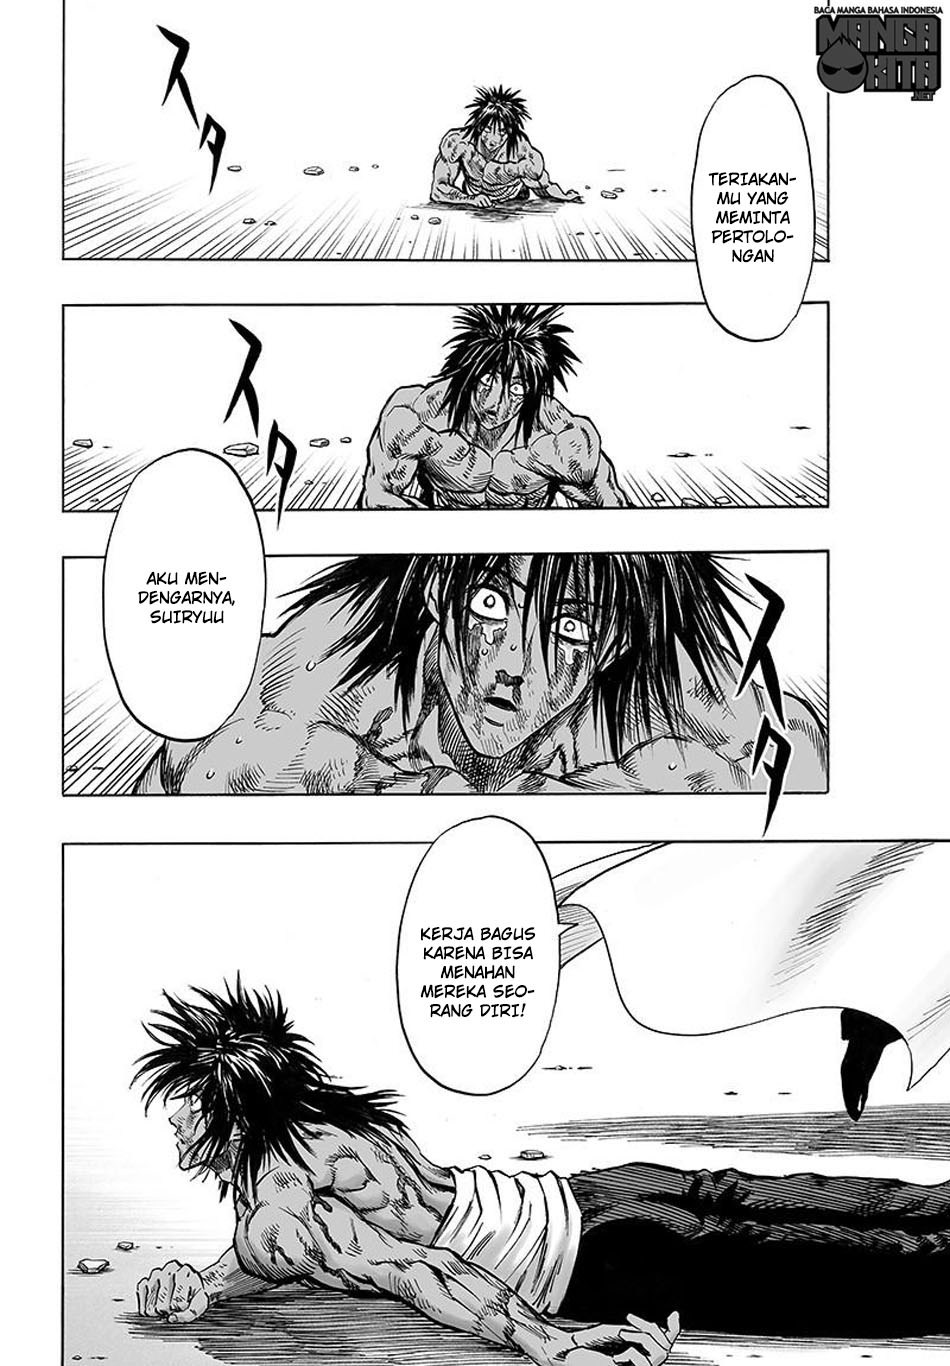 BACA MANGA BAHASA INDONESIA
MANGA
KITA
.NET
スタ
TERIAKAN-
MU YANG
MEMINTA
PERTOLO-
NGAN
スタ
AKU MEN-
DENGARNYA,
SUIRYUU
スタ
KERJA BAGUS
KARENA BISA
MENAHAN
MEREKA SEO-
RANG DIRI!